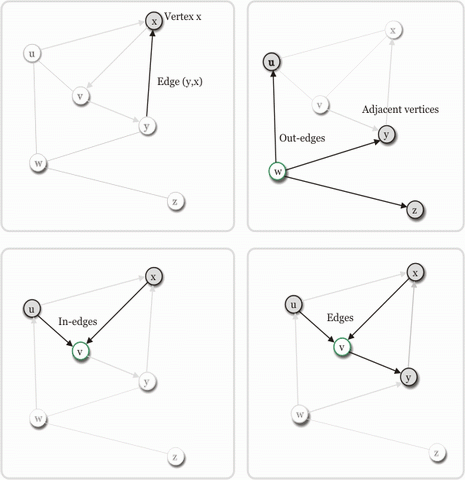 x
Vertex x
u
Edge (y,x)
v
y
w
z
x
u
v
Adjacent vertices
y
Out-edges
w
z
x
u
In-edges
v
y
w
z
x
u
Edges
v
y
w
z